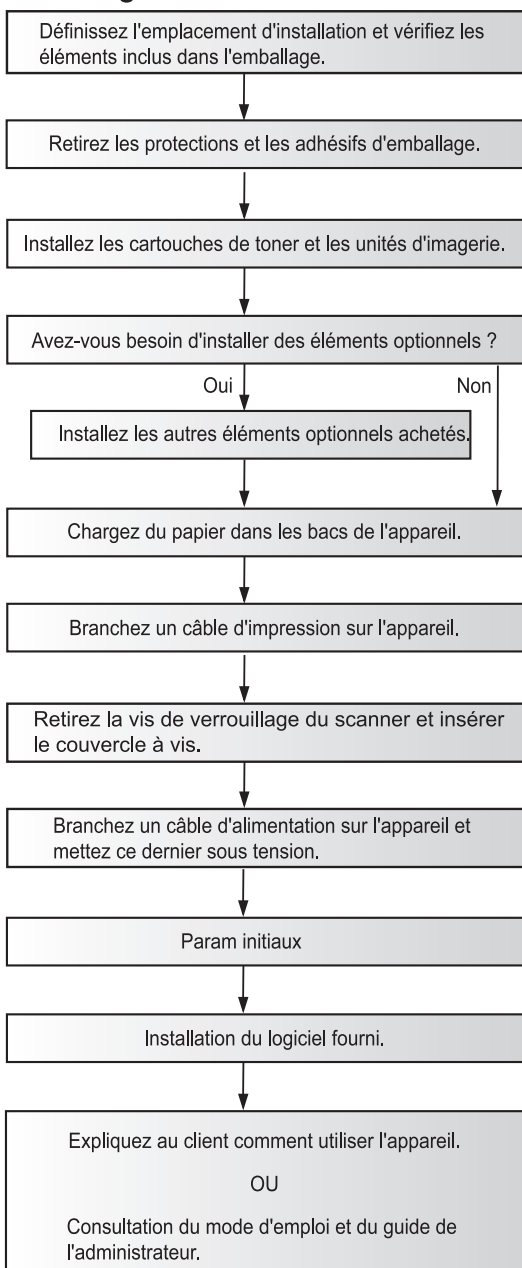 Définissez l'emplacement d'installation et vérifiez les
éléments inclus dans l'emballage.
Retirez les protections et les adhésifs d'emballage.
Installez les cartouches de toner et les unités d'imagerie.
Avez-vous besoin d'installer des éléments optionnels ?
Oui
Non
Installez les autres éléments optionnels achetés.
Chargez du papier dans les bacs de l'appareil.
Branchez un câble d'impression sur l'appareil.
Retirez la vis de verrouillage du scanner et insérer
le couvercle à vis.
Branchez un câble d'alimentation sur l'appareil et
mettez ce dernier sous tension.
Param initiaux
Installation du logiciel fourni.
Expliquez au client comment utiliser l'appareil.
OU
Consultation du mode d'emploi et du guide de
l'administrateur.